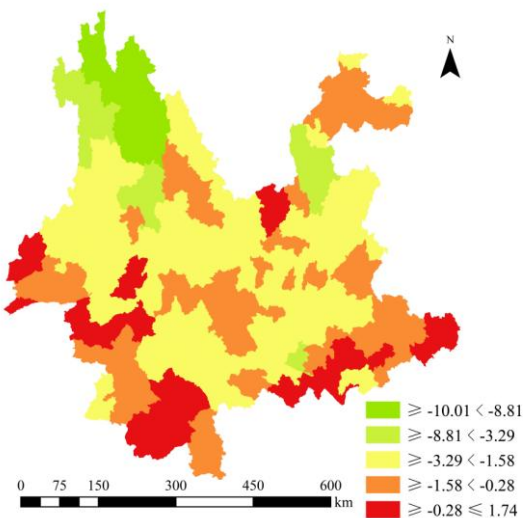 N
≥ -10.01 < -8.81
≥ -8.81 < -3.29
≥ -3.29 < -1.58
≥ -1.58 < -0.28
≥ -0.28 ≤ 1.74
0 75 150 300 450 600
km